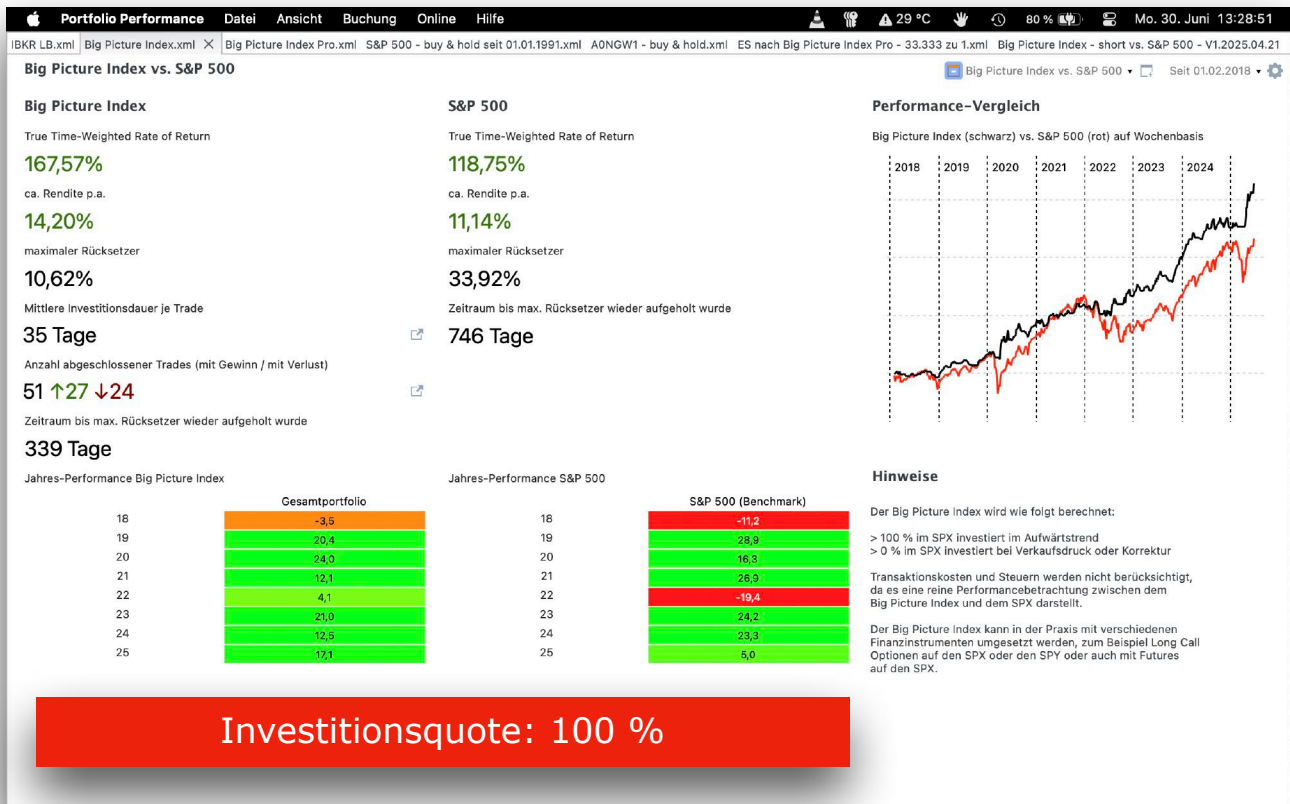 Portfolio Performance Datei Ansicht Buchung Online Hilfe 29 °C 80 % Mo. 30. Juni 13:28:51
IBKR LB.xml Big Picture Index.xml Big Picture Index Pro.xml S&P 500 - buy & hold seit 01.01.1991.xml A0NGW1 - buy & hold.xml ES nach Big Picture Index Pro - 33.333 zu 1.xml Big Picture Index - short vs. S&P 500 - V1.2025.04.21
Big Picture Index vs. S&P 500
Big Picture Index vs. S&P 500 Seit 01.02.2018
Big Picture Index
True Time-Weighted Rate of Return
167,57%
ca. Rendite p.a.
14,20%
maximaler Rücksetzer
10,62%
Mittlere Investitionsdauer je Trade
35 Tage
Anzahl abgeschlossener Trades (mit Gewinn / mit Verlust)
51 ↑27 ↓24
Zeitraum bis max. Rücksetzer wieder aufgeholt wurde
339 Tage
S&P 500
True Time-Weighted Rate of Return
118,75%
ca. Rendite p.a.
11,14%
maximaler Rücksetzer
33,92%
Zeitraum bis max. Rücksetzer wieder aufgeholt wurde
746 Tage
Performance-Vergleich
Big Picture Index (schwarz) vs. S&P 500 (rot) auf Wochenbasis
2018 2019 2020 2021 2022 2023 2024
Jahres-Performance Big Picture Index
Gesamtportfolio
18 -3,5
19 20,4
20 24,0
21 12,1
22 4,1
23 21,0
24 12,5
25 17,1
Jahres-Performance S&P 500
S&P 500 (Benchmark)
18 -11,2
19 28,9
20 16,3
21 26,9
22 -19,4
23 24,2
24 23,3
25 5,0
Hinweise
Der Big Picture Index wird wie folgt berechnet:
> 100 % im SPX investiert im Aufwärtstrend
> 0 % im SPX investiert bei Verkaufsdruck oder Korrektur
Transaktionskosten und Steuern werden nicht berücksichtigt,
da es eine reine Performancebetrachtung zwischen dem
Big Picture Index und dem SPX darstellt.
Der Big Picture Index kann in der Praxis mit verschiedenen
Finanzinstrumenten umgesetzt werden, zum Beispiel Long Call
Optionen auf den SPX oder den SPY oder auch mit Futures
auf den SPX.
Investitionsquote: 100 %